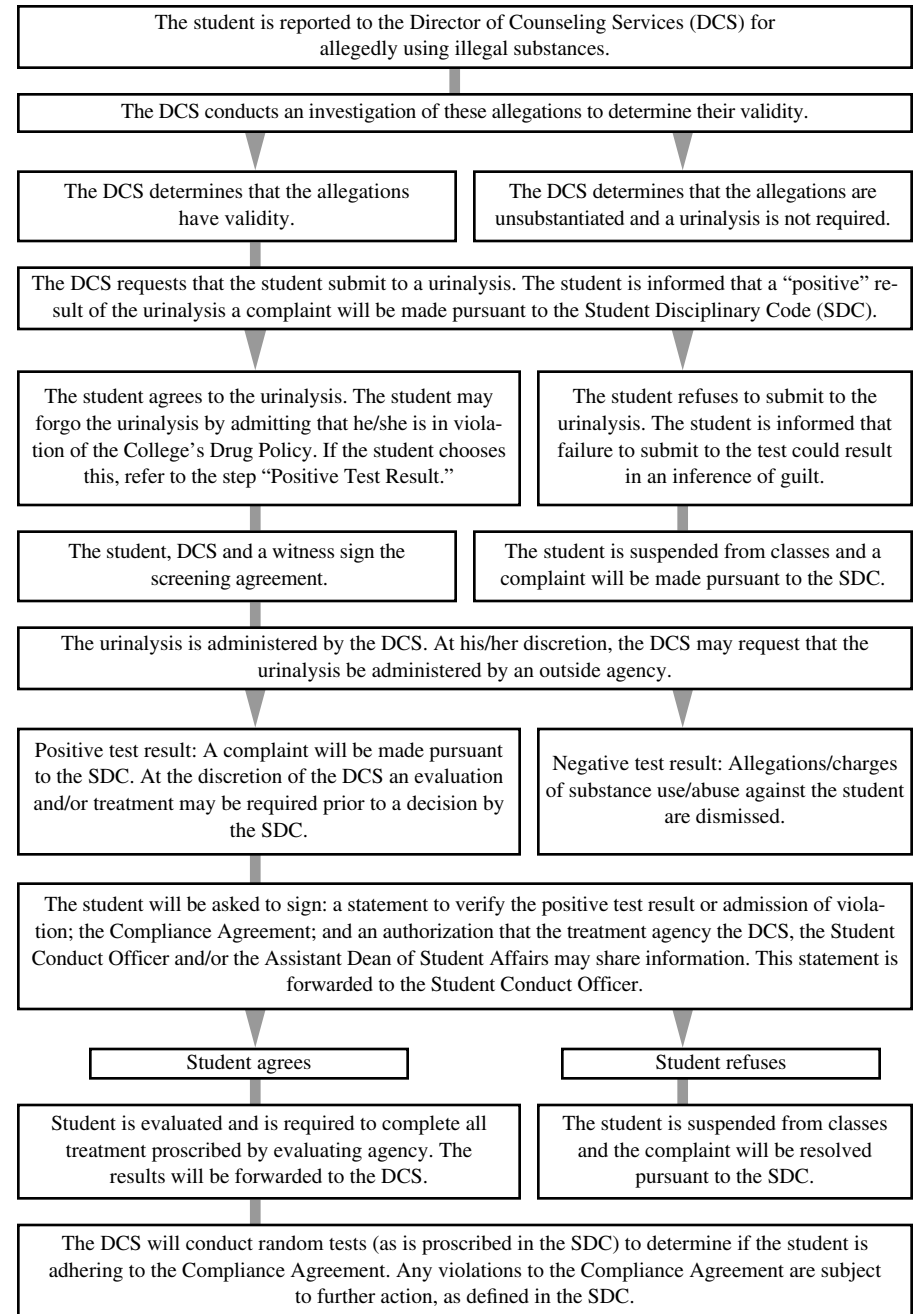 The student is reported to the Director of Counseling Services (DCS) for
allegedly using illegal substances.
The DCS conducts an investigation of these allegations to determine their validity.
The DCS determines that the allegations
have validity.
The DCS determines that the allegations are
unsubstantiated and a urinalysis is not required.
The DCS requests that the student submit to a urinalysis. The student is informed that a “positive” re-
sult of the urinalysis a complaint will be made pursuant to the Student Disciplinary Code (SDC).
The student agrees to the urinalysis. The student may
forgo the urinalysis by admitting that he/she is in viola-
tion of the College’s Drug Policy. If the student chooses
this, refer to the step “Positive Test Result.”
The student refuses to submit to the
urinalysis. The student is informed that
failure to submit to the test could result
in an inference of guilt.
The student, DCS and a witness sign the
screening agreement.
The student is suspended from classes and a
complaint will be made pursuant to the SDC.
The urinalysis is administered by the DCS. At his/her discretion, the DCS may request that the
urinalysis be administered by an outside agency.
Positive test result: A complaint will be made pursuant
to the SDC. At the discretion of the DCS an evaluation
and/or treatment may be required prior to a decision by
the SDC.
Negative test result: Allegations/charges
of substance use/abuse against the student
are dismissed.
The student will be asked to sign: a statement to verify the positive test result or admission of viola-
tion; the Compliance Agreement; and an authorization that the treatment agency the DCS, the Student
Conduct Officer and/or the Assistant Dean of Student Affairs may share information. This statement is
forwarded to the Student Conduct Officer.
Student agrees
Student refuses
Student is evaluated and is required to complete all
treatment proscribed by evaluating agency. The
results will be forwarded to the DCS.
The student is suspended from classes
and the complaint will be resolved
pursuant to the SDC.
The DCS will conduct random tests (as is proscribed in the SDC) to determine if the student is
adhering to the Compliance Agreement. Any violations to the Compliance Agreement are subject
to further action, as defined in the SDC.